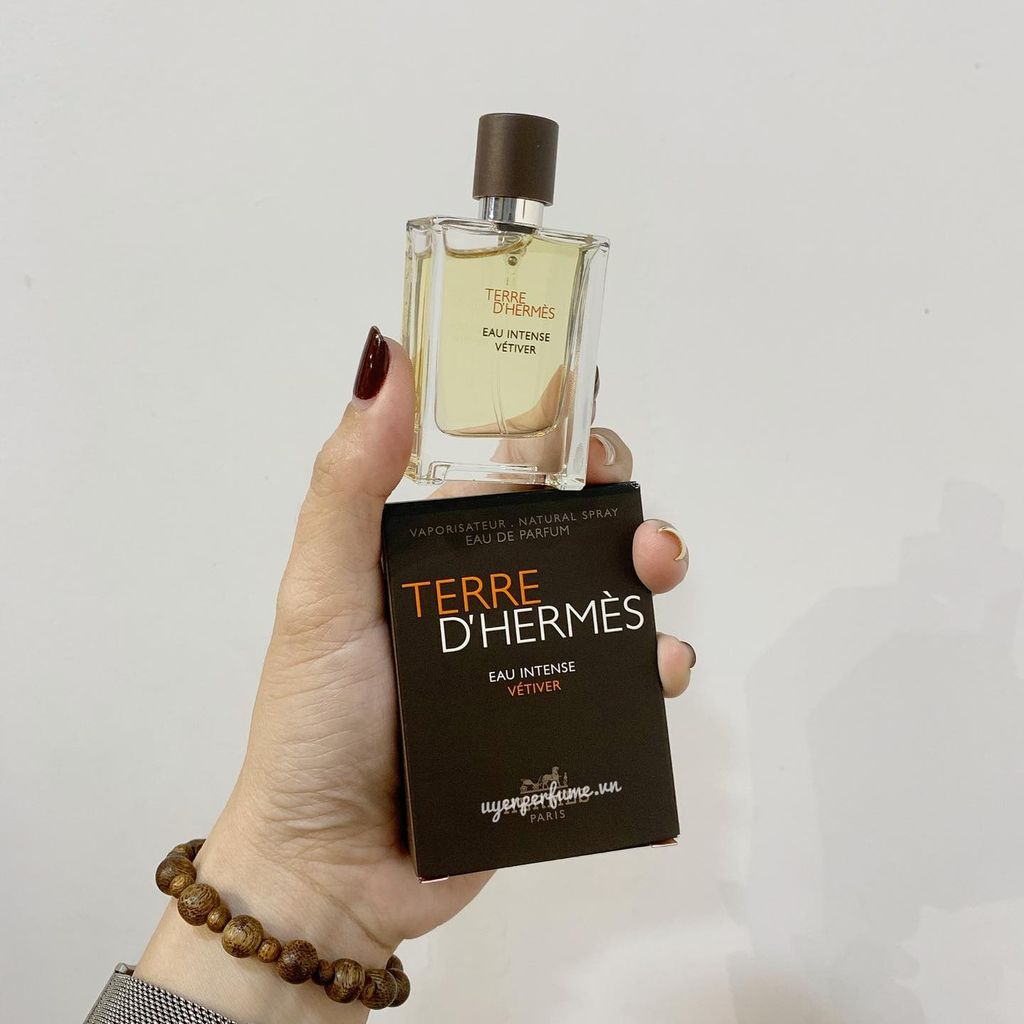 TERRE
D'HERMÈS
EAU INTENSE
VÉTIVER
VAPORISATEUR . NATURAL SPRAY
EAU DE PARFUM
TERRE
D'HERMÈS
EAU INTENSE
VÉTIVER
uyenperfume.vn
HERMÈS
PARIS